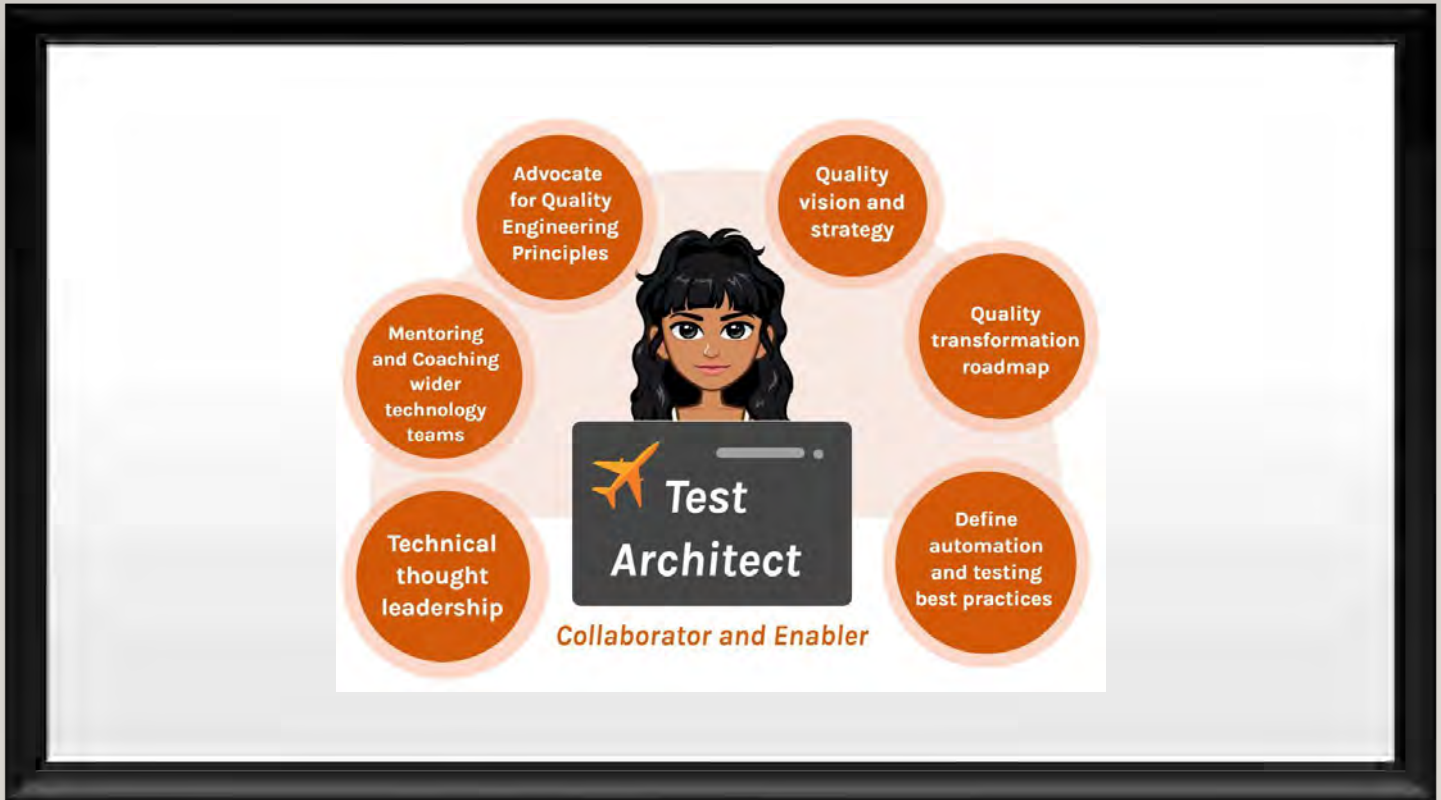 Advocate
for Quality
Engineering
Principles
Quality
vision and
strategy
Mentoring
and Coaching
wider
technology
teams
Quality
transformation
roadmap
Technical
thought
leadership
Test
Architect
Define
automation
and testing
best practices
Collaborator and Enabler